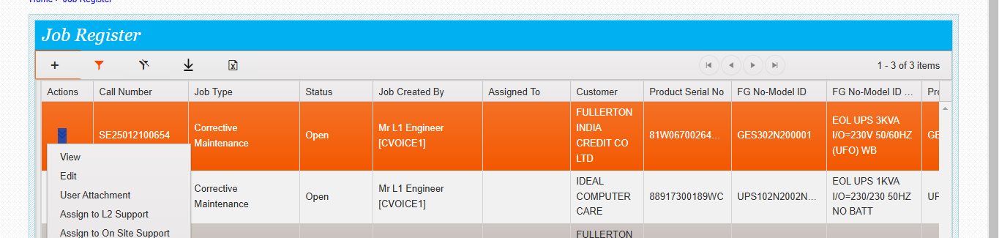 Home > Job Register
Job Register
+
1 - 3 of 3 items
Actions Call Number Job Type Status Job Created By Assigned To Customer Product Serial No FG No-Model ID FG No-Model ID ...
SE25012100654
Corrective
Maintenance
Open
Mr L1 Engineer
[CVOICE1]
FULLERTON
INDIA
CREDIT CO
LTD
81W06700264...
GES302N200001
EOL UPS 3KVA
I/O=230V 50/60HZ
(UFO) WB
View
Edit
User Attachment
Assign to L2 Support
Assign to On Site Support
Corrective
Maintenance
Open
Mr L1 Engineer
[CVOICE1]
IDEAL
COMPUTER
CARE
88917300189WC
UPS102N2002N...
EOL UPS 1KVA
I/O=230/230 50HZ
NO BATT
FULLERTON